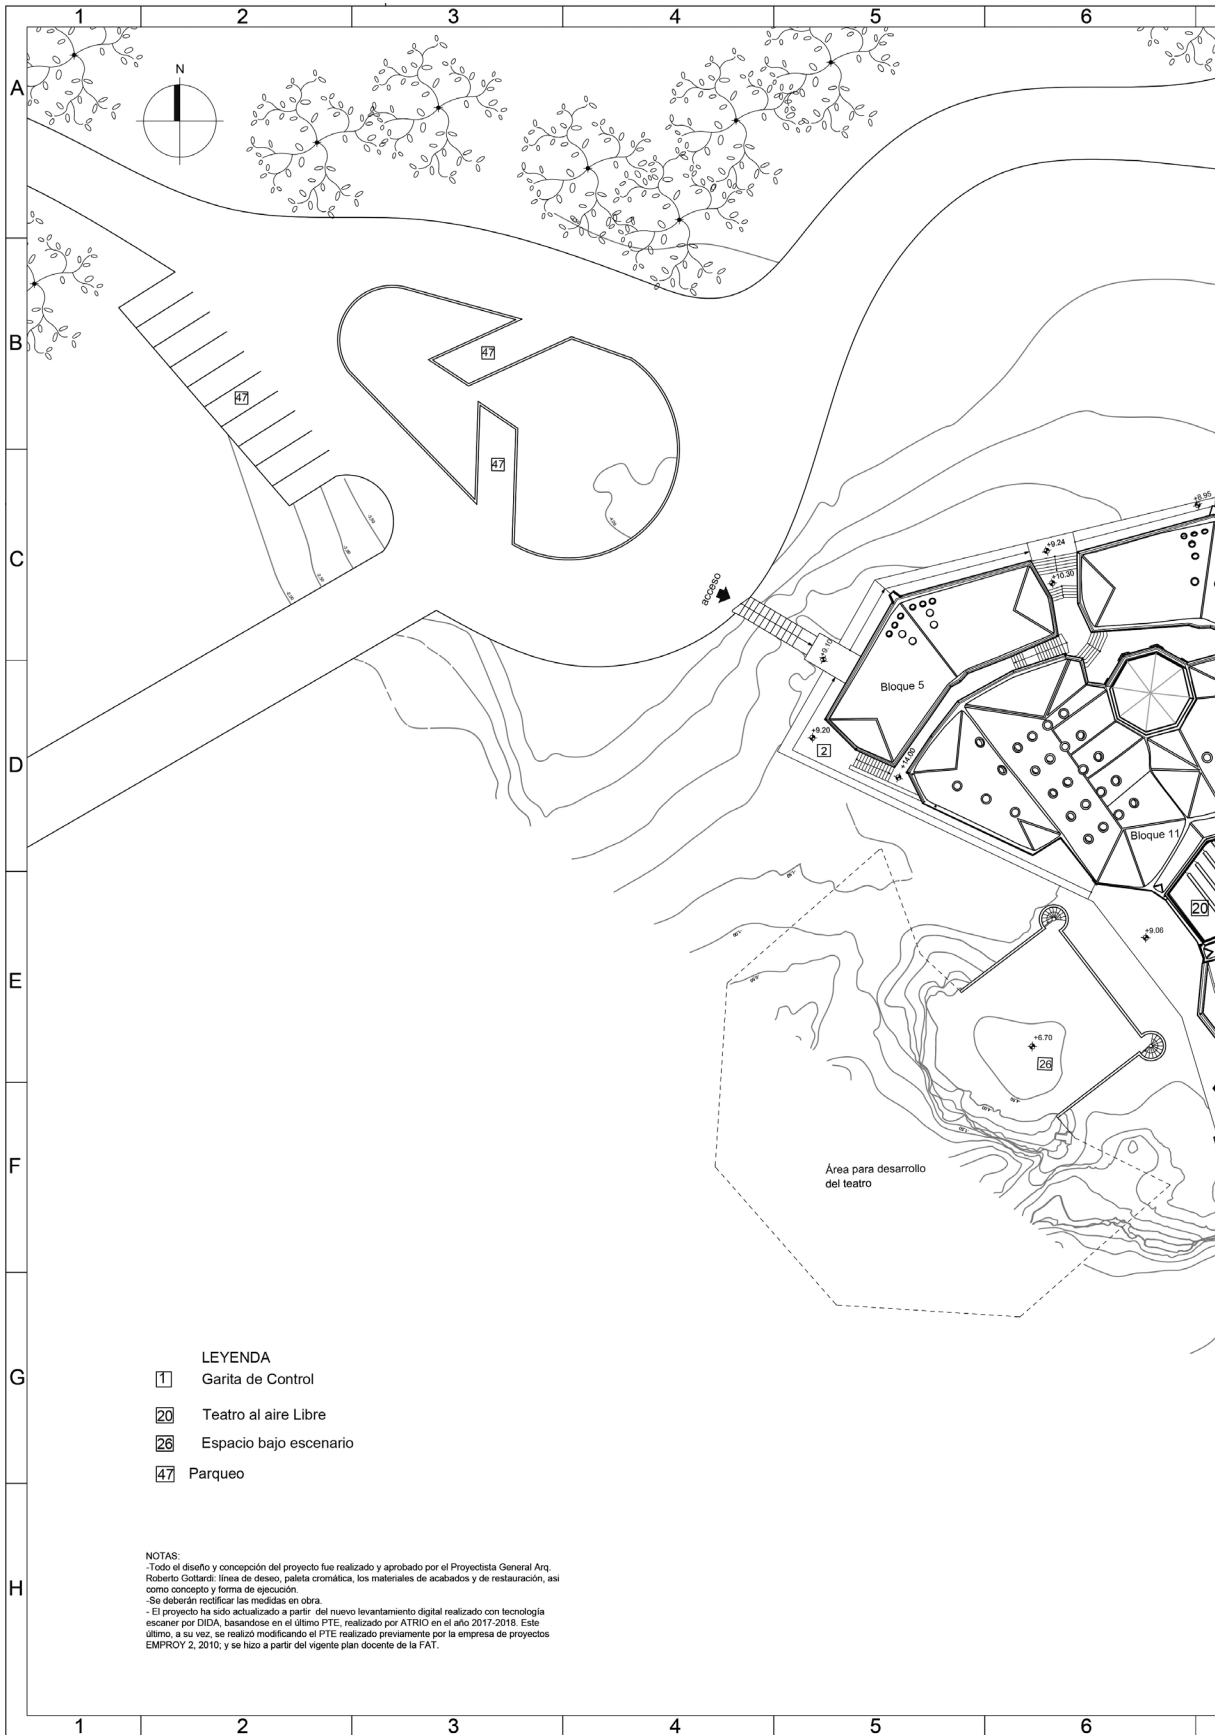 1 2 3 4 5 6
A
N
B
47
47
47
C
+8.95
+9.24
+10.30
acceso
+9.10
Bloque 5
D
+9.20
2
+14.00
Bloque 11
20
+9.06
E
+6.70
26
F
Área para desarrollo
del teatro
G
LEYENDA
1 Garita de Control
20 Teatro al aire Libre
26 Espacio bajo escenario
47 Parqueo
H
NOTAS:
-Todo el diseño y concepción del proyecto fue realizado y aprobado por el Proyectista General Arq.
Roberto Gottardi: línea de deseo, paleta cromática, los materiales de acabados y de restauración, asi
como concepto y forma de ejecución.
-Se deberán rectificar las medidas en obra.
- El proyecto ha sido actualizado a partir del nuevo levantamiento digital realizado con tecnología
escaner por DIDA, basandose en el último PTE, realizado por ATRIO en el año 2017-2018. Este
último, a su vez, se realizó modificando el PTE realizado previamente por la empresa de proyectos
EMPROY 2, 2010; y se hizo a partir del vigente plan docente de la FAT.
1 2 3 4 5 6